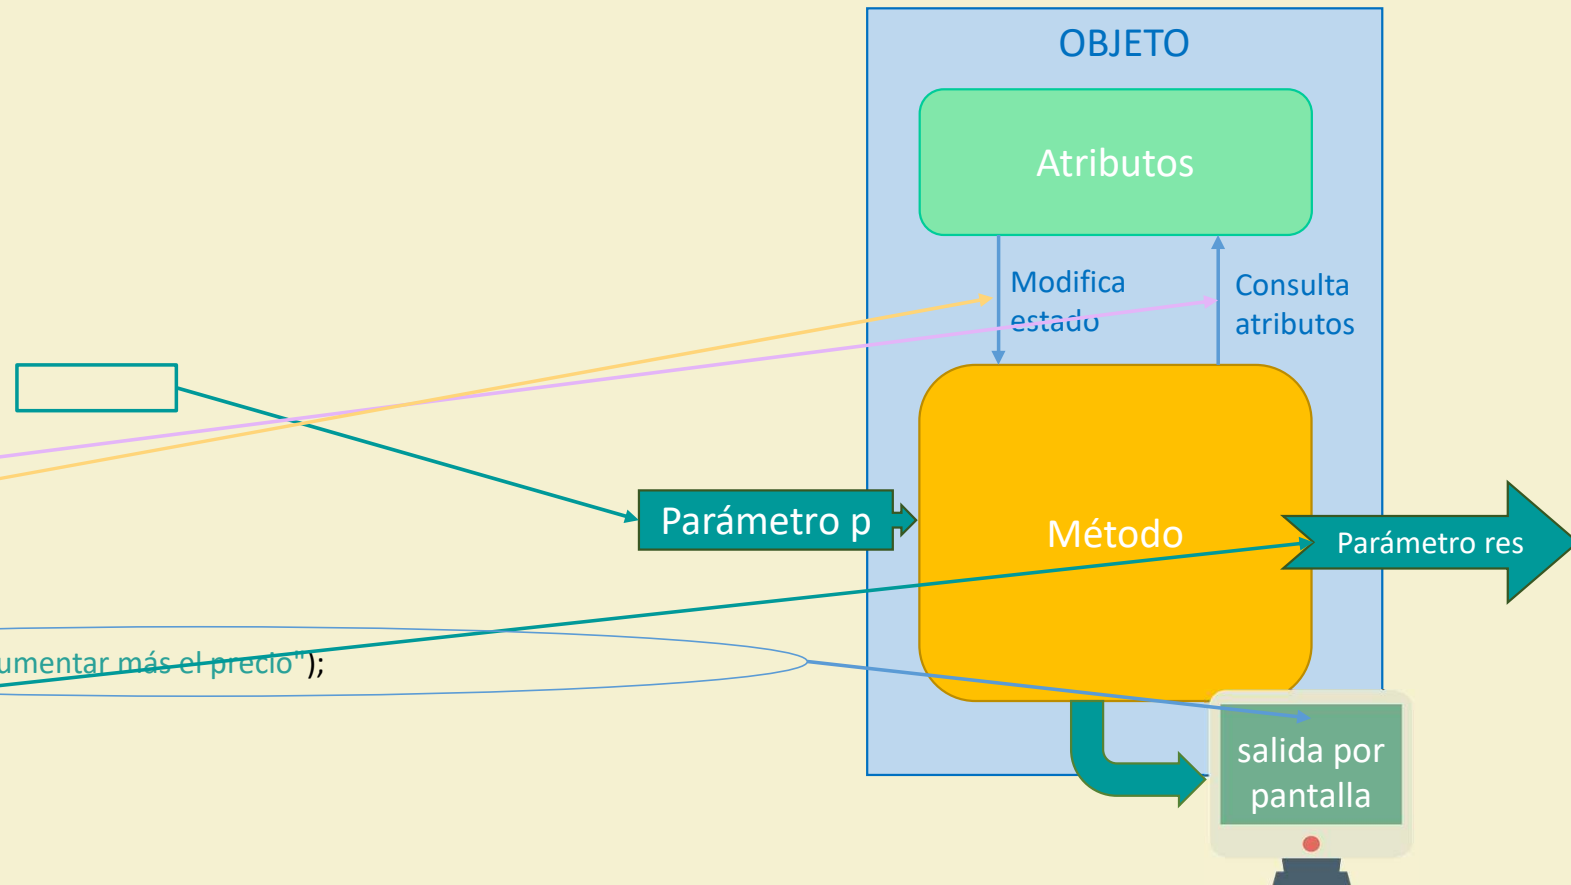 OBJETO
Atributos
Modifica
estado
Consulta
atributos
Parámetro p
Método
Parámetro res
umentar más el precio");
salida por
pantalla